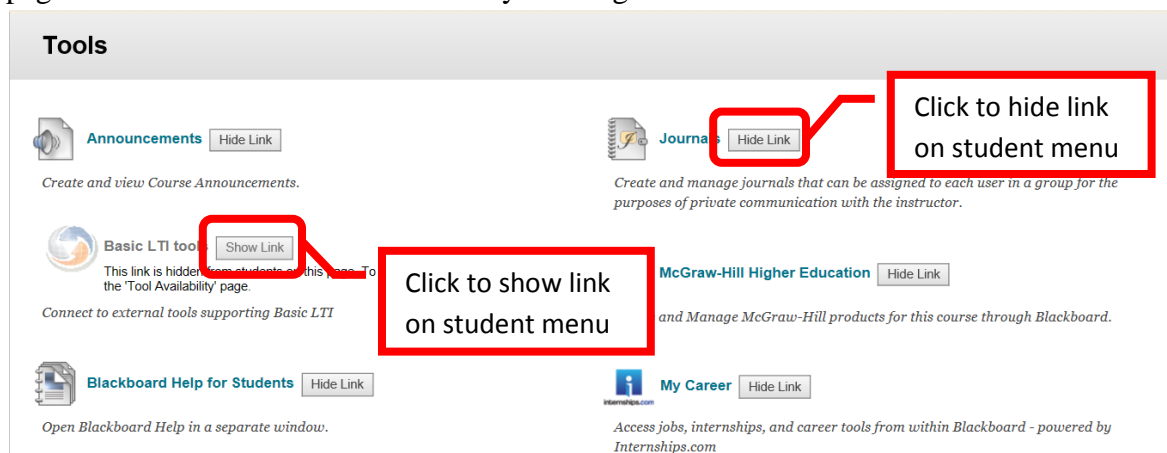 Tools
Announcements Hide Link
Create and view Course Announcements.
Journals Hide Link
Create and manage journals that can be assigned to each user in a group for the
purposes of private communication with the instructor.
Click to hide link
on student menu
Basic LTI tools Show Link
This link is hidden from students on this page. To
the 'Tool Availability' page.
Connect to external tools supporting Basic LTI
Click to show link
on student menu
McGraw-Hill Higher Education Hide Link
and Manage McGraw-Hill products for this course through Blackboard.
Blackboard Help for Students Hide Link
Open Blackboard Help in a separate window.
internships.com
My Career Hide Link
Access jobs, internships, and career tools from within Blackboard - powered by
Internships.com